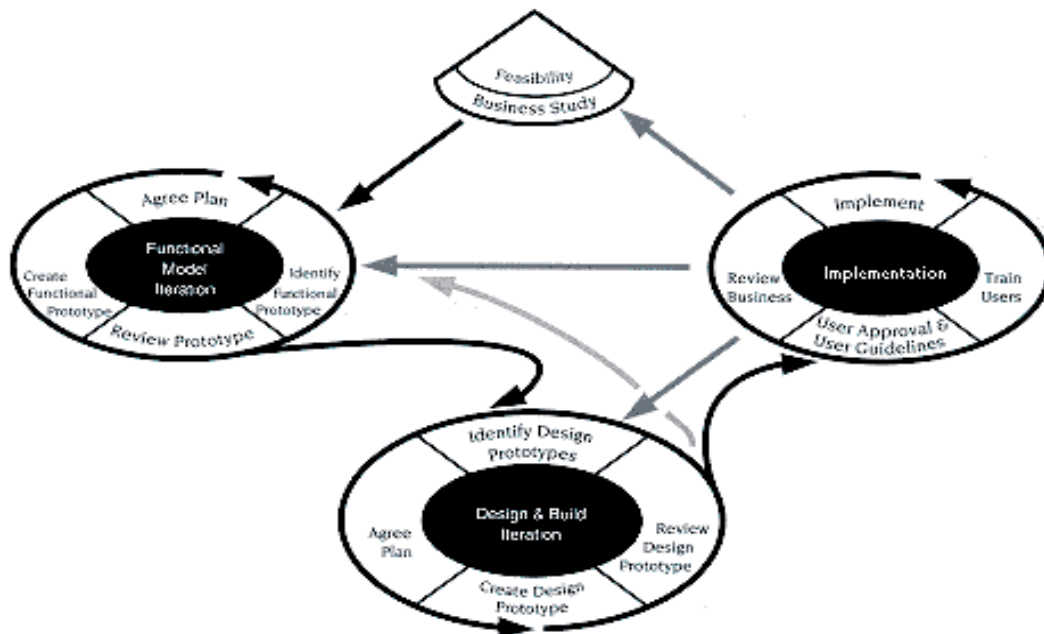 Feasibility
Business Study
Agree Plan
Functional
Model
Iteration
Create
Functional
Prototype
Identify
Functional
Prototype
Review Prototype
Implement
Implementation
Review
Business
Train
Users
User Approval &
User Guidelines
Identify Design
Prototypes
Design & Build
Iteration
Agree
Plan
Review
Design
Prototype
Create Design
Prototype